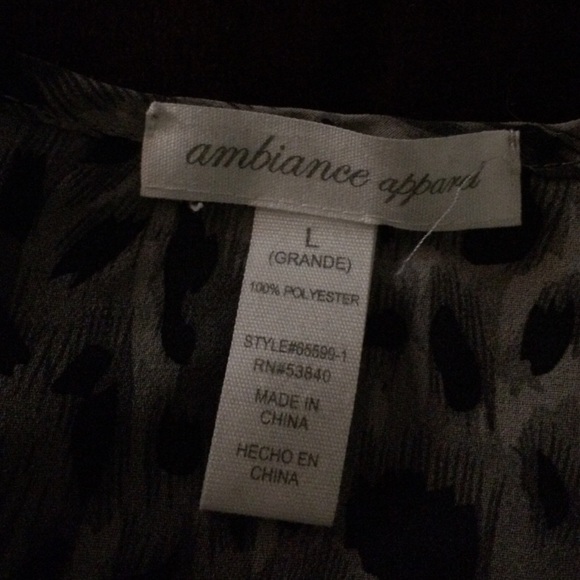 ambiance apparel
L
(GRANDE)
100% POLYESTER
STYLE#65599-1
RN#53840
MADE IN
CHINA
HECHO EN
CHINA